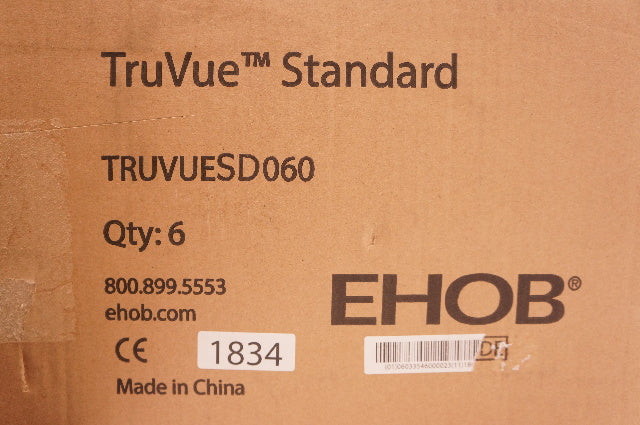 TruVue™ Standard
TRUVUESD060
Qty: 6
800.899.5553
ehob.com
EHOB®
CE
1834
Made in China